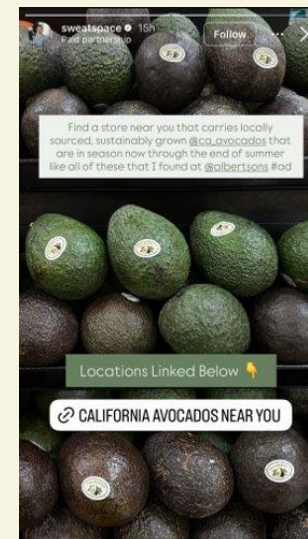 sweatspace 15h
Paid partnership
Follow
Find a store near you that carries locally
sourced, sustainably grown @ca_avocados that
are in season now through the end of summer
like all of these that I found at @albertsons #ad
Locations Linked Below 👇
CALIFORNIA AVOCADOS NEAR YOU